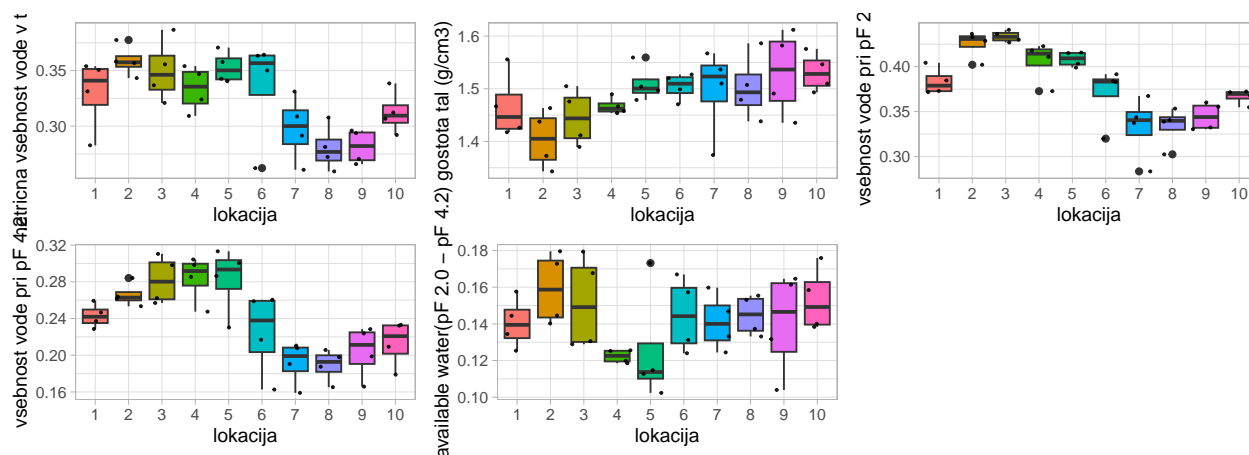 metricna vsebnost vode v t
0.35
0.30
1 2 3 4 5 6 7 8 9 10
lokacija
gostota tal (g/cm3)
1.6
1.5
1.4
1 2 3 4 5 6 7 8 9 10
lokacija
vsebnost vode pri pF 2
0.40
0.35
0.30
1 2 3 4 5 6 7 8 9 10
lokacija
vsebnost vode pri pF 4.2
0.32
0.28
0.24
0.20
0.16
1 2 3 4 5 6 7 8 9 10
lokacija
available water(pF 2.0 – pF 4.2)
0.18
0.16
0.14
0.12
0.10
1 2 3 4 5 6 7 8 9 10
lokacija